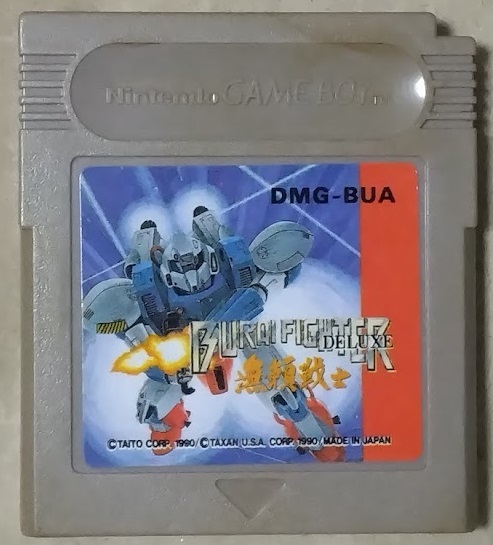 Nintendo GAME BOY
DMG-BUA
BURAI FIGHTER
DELUXE
無頼戦士
©TAITO CORP. 1990/©TAXAN U.S.A. CORP. 1990/MADE IN JAPAN